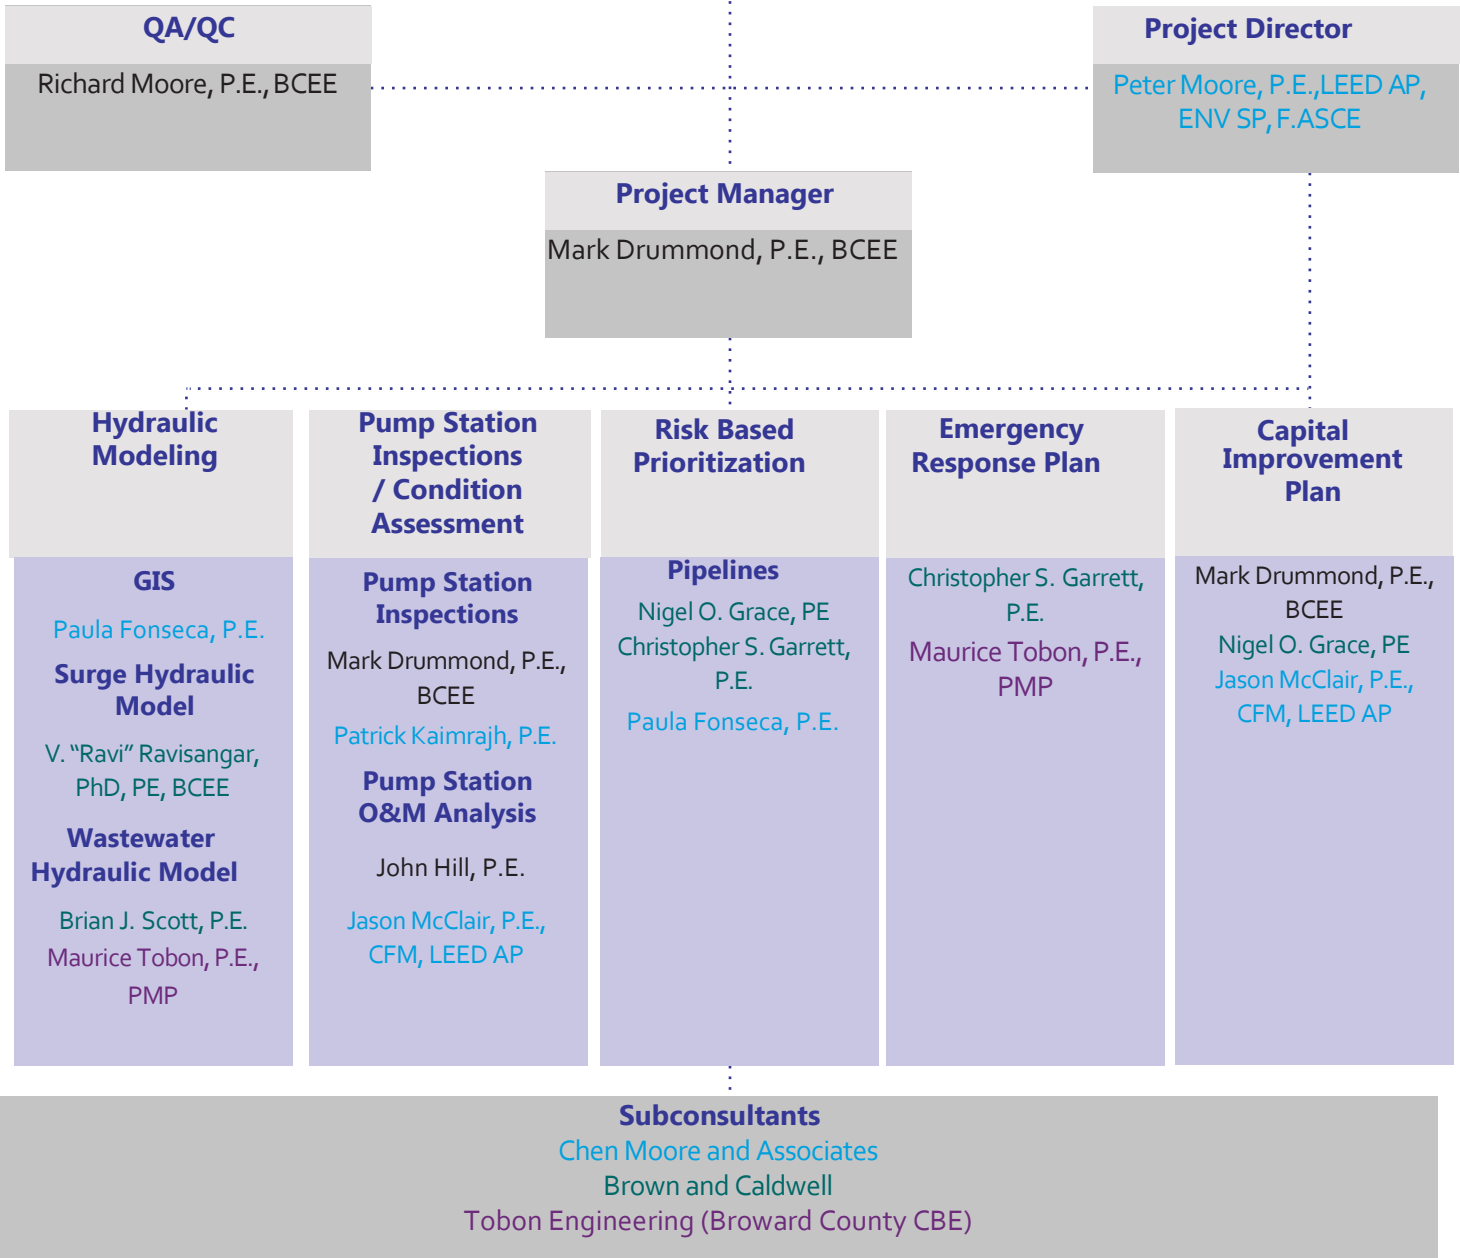 QA/QC
Richard Moore, P.E., BCEE
Project Director
Peter Moore, P.E.,LEED AP,
ENV SP, F.ASCE
Project Manager
Mark Drummond, P.E., BCEE
Hydraulic
Modeling
GIS
Paula Fonseca, P.E.
Surge Hydraulic
Model
V. “Ravi” Ravisangar,
PhD, PE, BCEE
Wastewater
Hydraulic Model
Brian J. Scott, P.E.
Maurice Tobon, P.E.,
PMP
Pump Station
Inspections
/ Condition
Assessment
Pump Station
Inspections
Mark Drummond, P.E.,
BCEE
Patrick Kaimrajh, P.E.
Pump Station
O&M Analysis
John Hill, P.E.
Jason McClair, P.E.,
CFM, LEED AP
Risk Based
Prioritization
Pipelines
Nigel O. Grace, PE
Christopher S. Garrett,
P.E.
Paula Fonseca, P.E.
Emergency
Response Plan
Christopher S. Garrett,
P.E.
Maurice Tobon, P.E.,
PMP
Capital
Improvement
Plan
Mark Drummond, P.E.,
BCEE
Nigel O. Grace, PE
Jason McClair, P.E.,
CFM, LEED AP
Subconsultants
Chen Moore and Associates
Brown and Caldwell
Tobon Engineering (Broward County CBE)